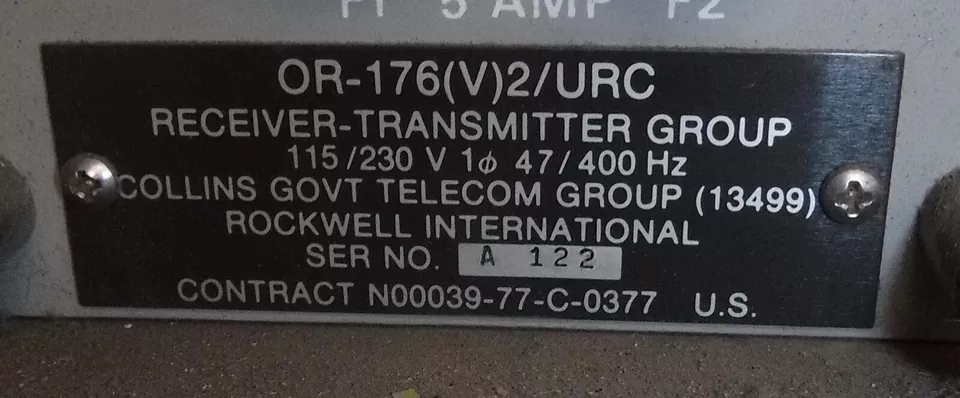 F1 5 AMP F2
OR-176(V)2/URC
RECEIVER-TRANSMITTER GROUP
115/230 V 1ϕ 47/400 Hz
COLLINS GOVT TELECOM GROUP (13499)
ROCKWELL INTERNATIONAL
SER NO. A 122
CONTRACT N00039-77-C-0377 U.S.